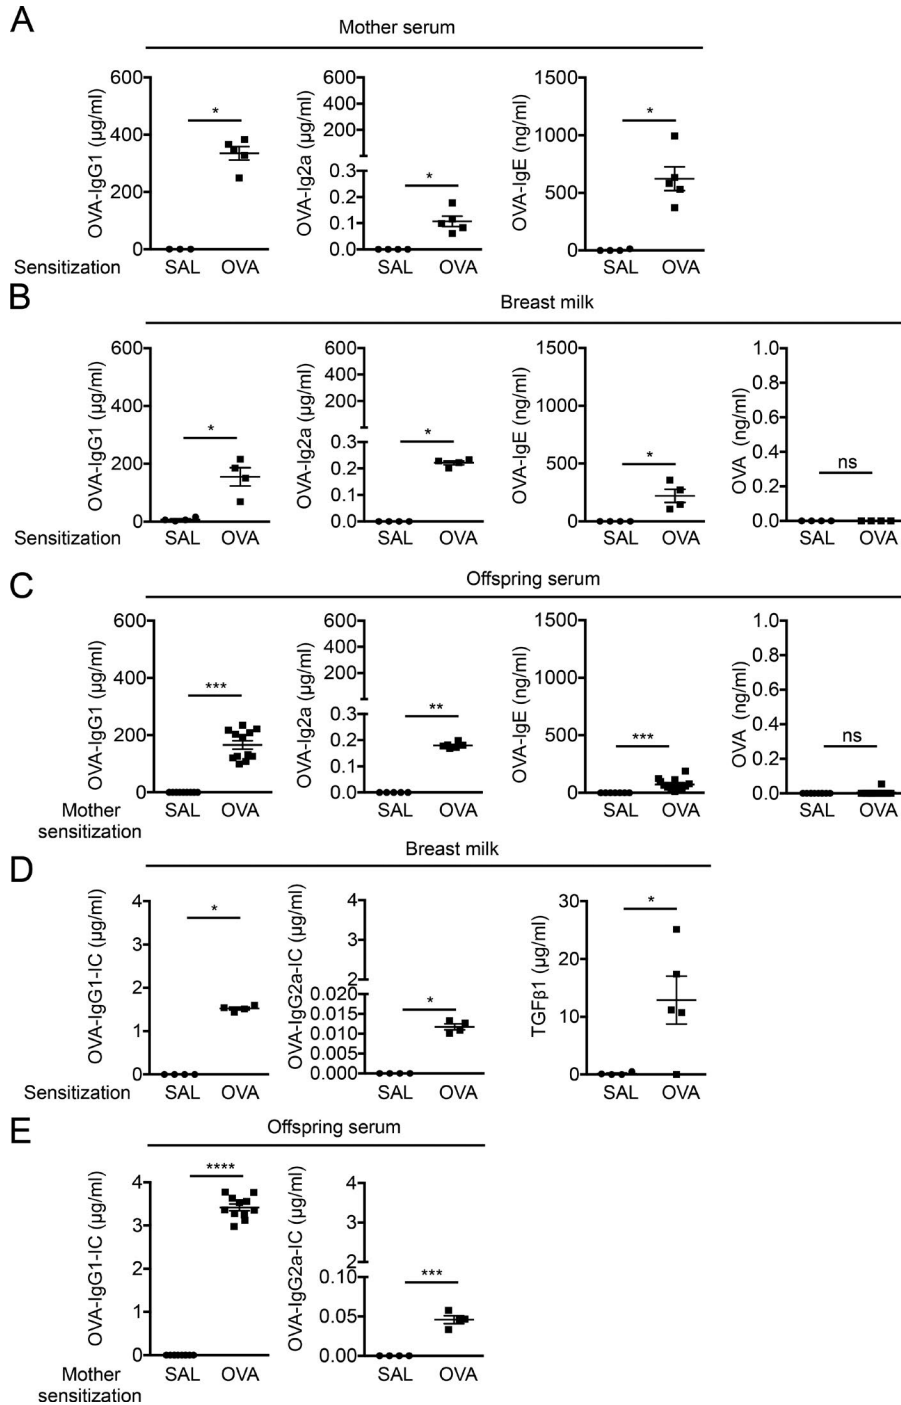 A
Mother serum
OVA-IgG1 (µg/ml)
600
400
200
0
*
SAL OVA
OVA-Ig2a (µg/ml)
600
400
200
0.3
0.2
0.1
0.0
*
SAL OVA
OVA-IgE (ng/ml)
1500
1000
500
0
*
SAL OVA
Sensitization
B
Breast milk
OVA-IgG1 (µg/ml)
600
400
200
0
*
SAL OVA
OVA-Ig2a (µg/ml)
600
400
200
0.3
0.2
0.1
0.0
*
SAL OVA
OVA-IgE (ng/ml)
1500
1000
500
0
*
SAL OVA
OVA (ng/ml)
1.0
0.8
0.6
0.4
0.2
0.0
ns
SAL OVA
Sensitization
C
Offspring serum
OVA-IgG1 (µg/ml)
600
400
200
0
***
SAL OVA
OVA-Ig2a (µg/ml)
600
400
200
0.3
0.2
0.1
0.0
**
SAL OVA
OVA-IgE (ng/ml)
1500
1000
500
0
***
SAL OVA
OVA (ng/ml)
1.0
0.8
0.6
0.4
0.2
0.0
ns
SAL OVA
Mother
sensitization
D
Breast milk
OVA-IgG1-IC (µg/ml)
4
3
2
1
0
*
SAL OVA
OVA-IgG2a-IC (µg/ml)
4
3
2
0.020
0.015
0.010
0.005
0.000
*
SAL OVA
TGFβ1 (µg/ml)
30
20
10
0
*
SAL OVA
Sensitization
E
Offspring serum
OVA-IgG1-IC (µg/ml)
4
3
2
1
0
****
SAL OVA
OVA-IgG2a-IC (µg/ml)
4
3
2
0.10
0.05
0.00
***
SAL OVA
Mother
sensitization